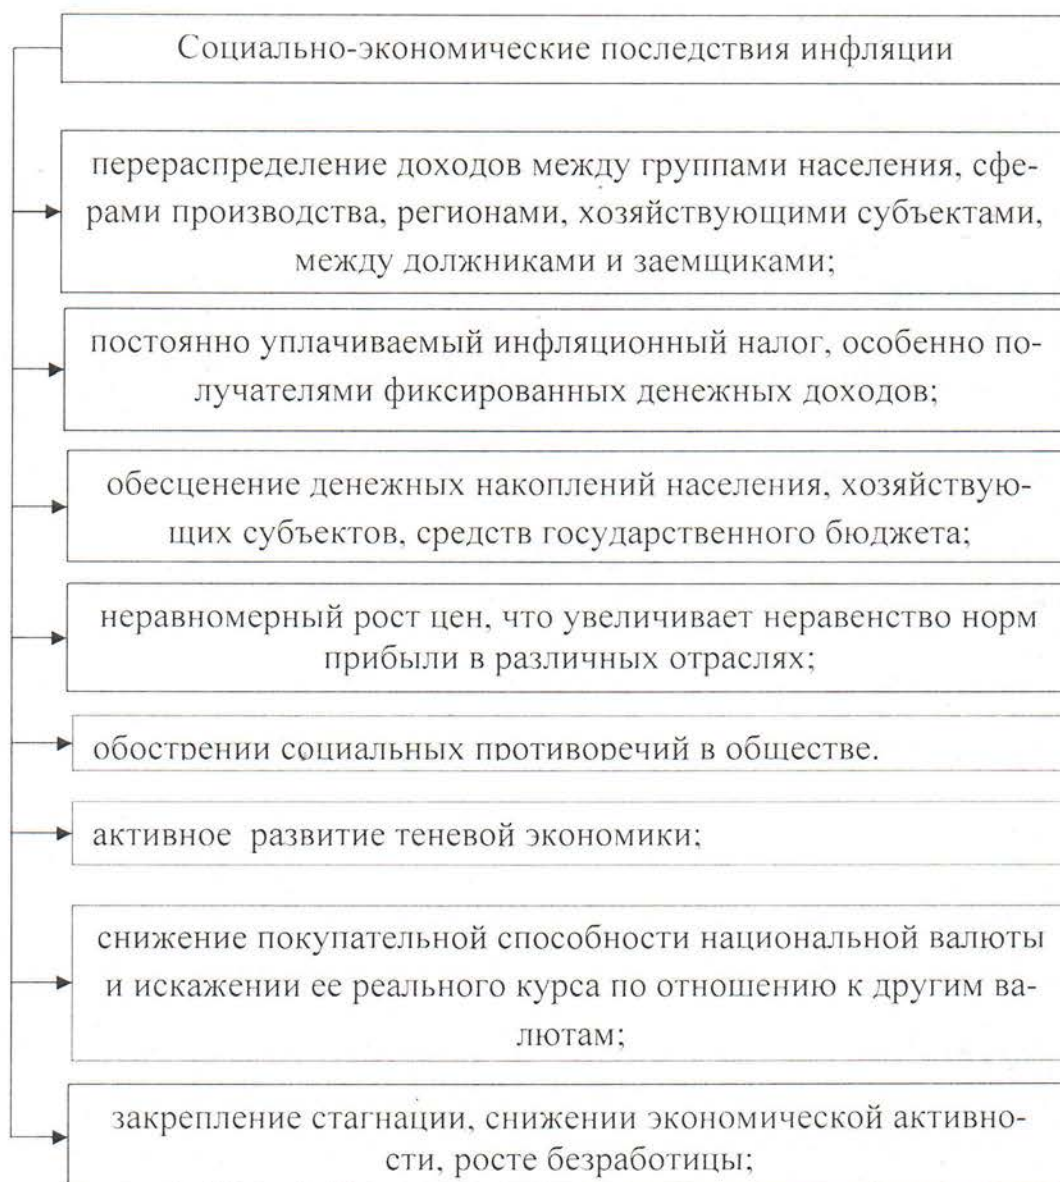 Социально-экономические последствия инфляции
перераспределение доходов между группами населения, сфе-
рами производства, регионами, хозяйствующими субъектами,
между должниками и заемщиками;
постоянно уплачиваемый инфляционный налог, особенно по-
лучателями фиксированных денежных доходов;
обесценение денежных накоплений населения, хозяйствую-
щих субъектов, средств государственного бюджета;
неравномерный рост цен, что увеличивает неравенство норм
прибыли в различных отраслях;
обострении социальных противоречий в обществе.
активное развитие теневой экономики;
снижение покупательной способности национальной валюты
и искажении ее реального курса по отношению к другим ва-
лютам;
закрепление стагнации, снижении экономической активно-
сти, росте безработицы;